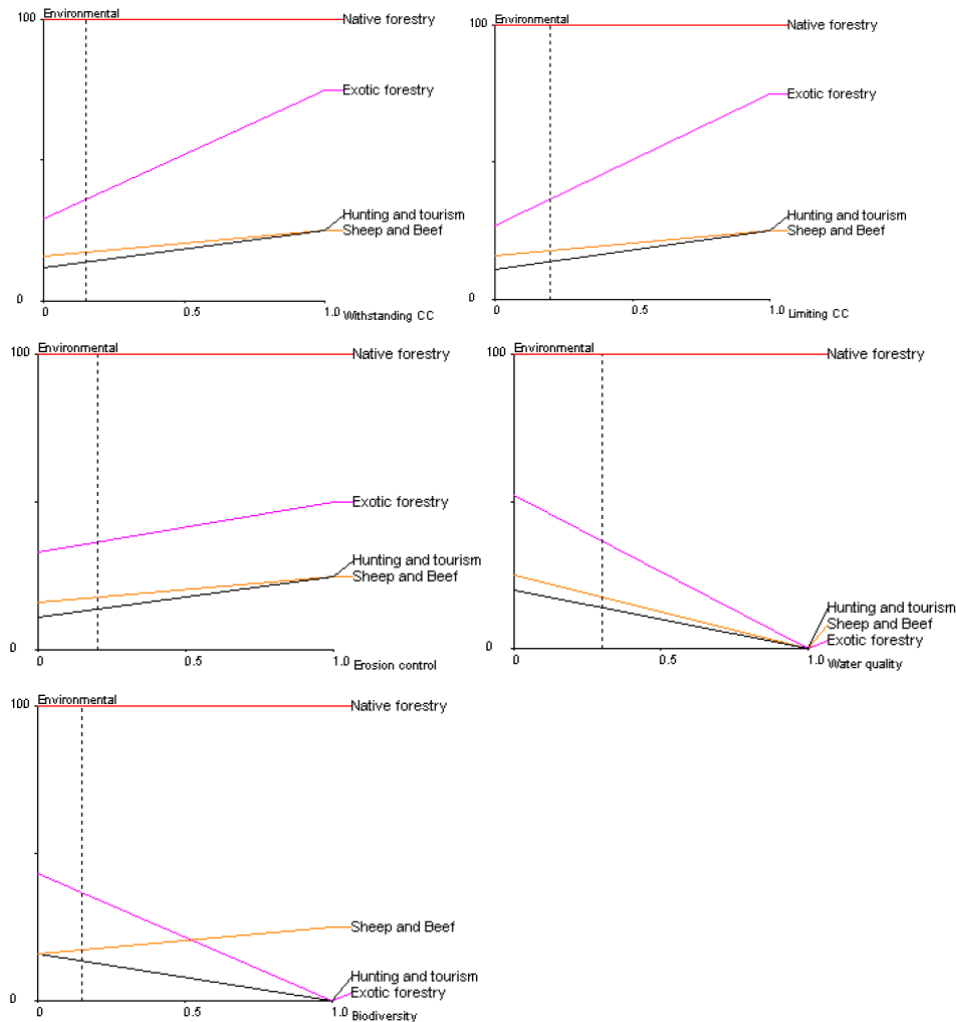 Environmental
100
Native forestry
Exotic forestry
Hunting and tourism
Sheep and Beef
0
0
0.5
1.0
Withstanding CC
Environmental
100
Native forestry
Exotic forestry
Hunting and tourism
Sheep and Beef
0
0
0.5
1.0
Limiting CC
Environmental
100
Native forestry
Exotic forestry
Hunting and tourism
Sheep and Beef
0
0
0.5
1.0
Erosion control
Environmental
100
Native forestry
Hunting and tourism
Sheep and Beef
Exotic forestry
0
0
0.5
1.0
Water quality
Environmental
100
Native forestry
Sheep and Beef
Hunting and tourism
Exotic forestry
0
0
0.5
1.0
Biodiversity